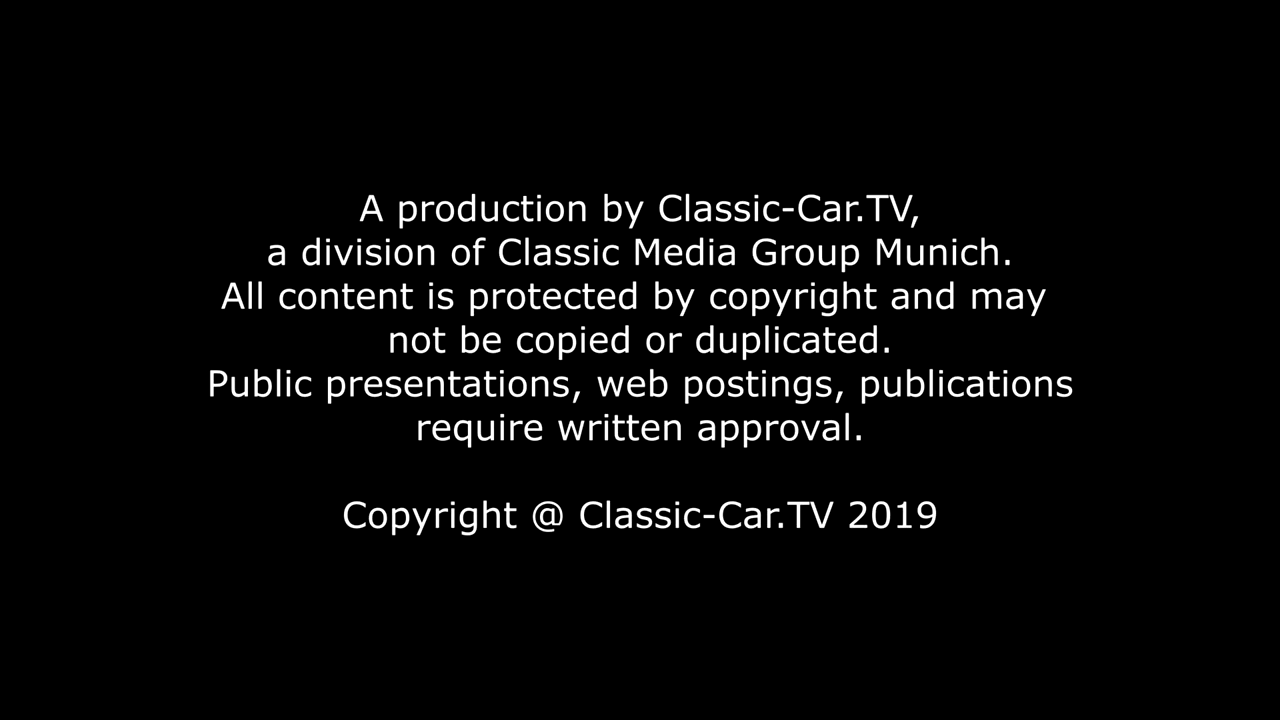 A production by Classic-Car.TV,
a division of Classic Media Group Munich.
All content is protected by copyright and may
not be copied or duplicated.
Public presentations, web postings, publications
require written approval.
Copyright @ Classic-Car.TV 2019